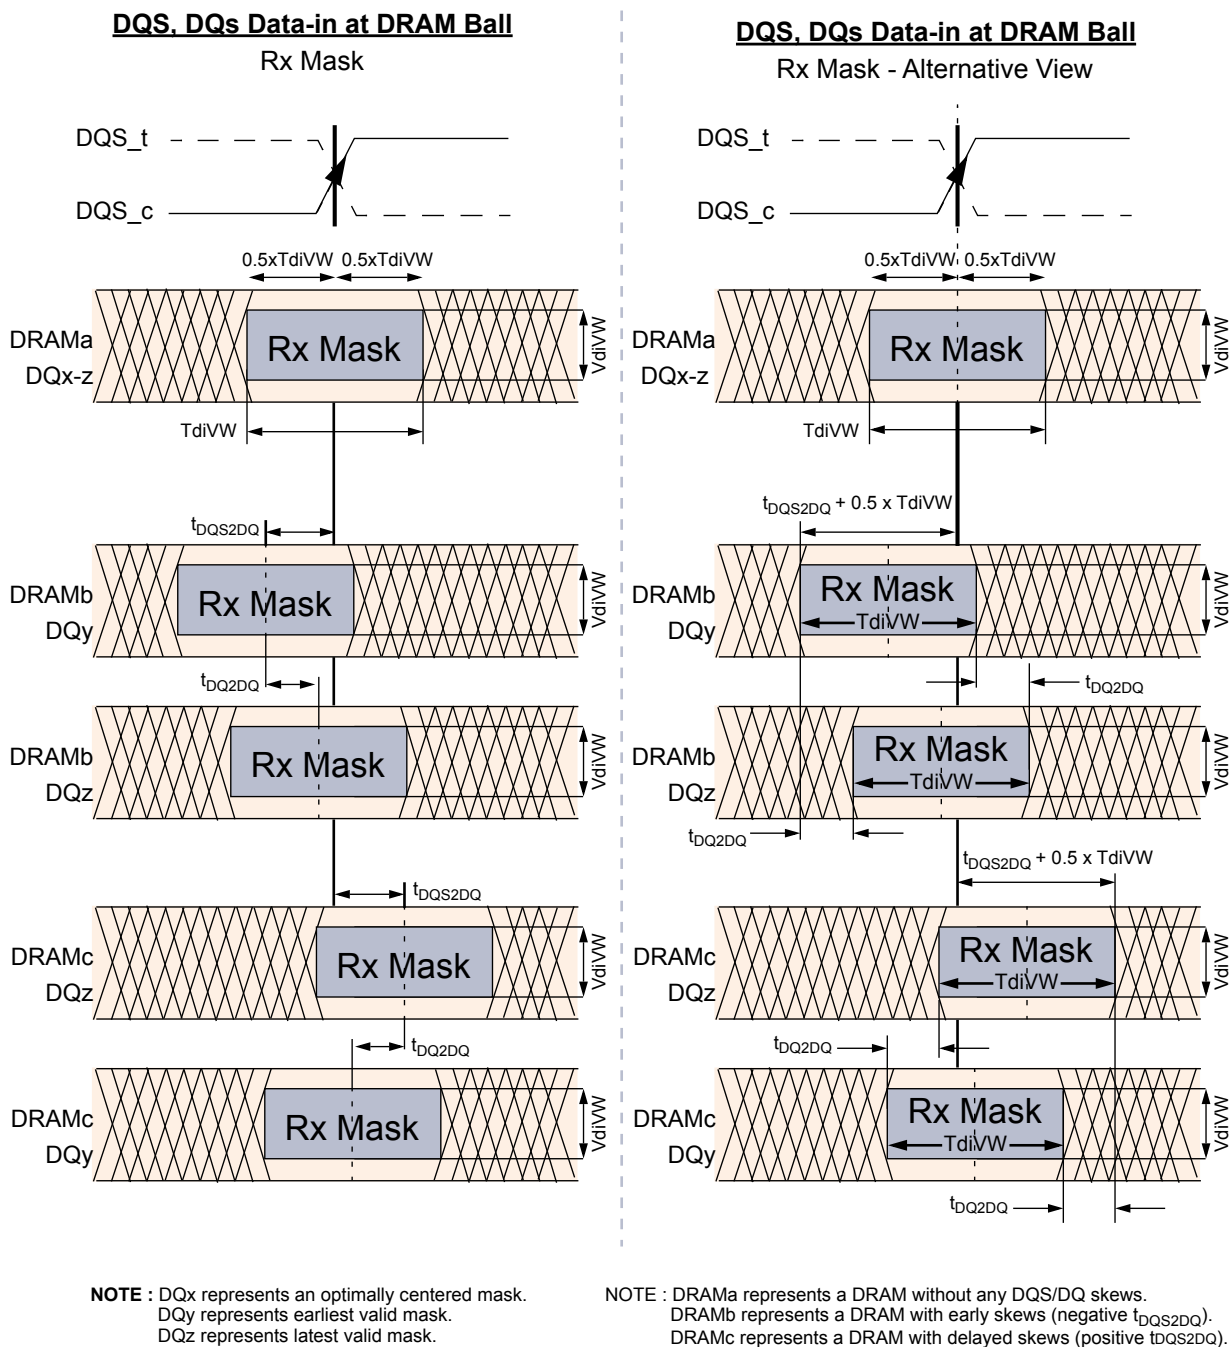 DQS, DQs Data-in at DRAM Ball
Rx Mask
DQS_t
DQS_c
0.5xTdiVW 0.5xTdiVW
DRAMa
DQx-z
Rx Mask
VdiVW
TdiVW
tDQS2DQ
DRAMb
DQy
Rx Mask
VdiVW
tDQ2DQ
DRAMb
DQz
Rx Mask
VdiVW
tDQS2DQ
DRAMc
DQz
Rx Mask
VdiVW
tDQ2DQ
DRAMc
DQy
Rx Mask
VdiVW
NOTE : DQx represents an optimally centered mask.
DQy represents earliest valid mask.
DQz represents latest valid mask.
DQS, DQs Data-in at DRAM Ball
Rx Mask - Alternative View
DQS_t
DQS_c
0.5xTdiVW 0.5xTdiVW
DRAMa
DQx-z
Rx Mask
VdiVW
TdiVW
tDQS2DQ + 0.5 x TdiVW
DRAMb
DQy
Rx Mask
TdiVW
VdiVW
tDQ2DQ
DRAMb
DQz
Rx Mask
TdiVW
VdiVW
tDQ2DQ
tDQS2DQ + 0.5 x TdiVW
DRAMc
DQz
Rx Mask
TdiVW
VdiVW
tDQ2DQ
DRAMc
DQy
Rx Mask
TdiVW
VdiVW
tDQ2DQ
NOTE : DRAMa represents a DRAM without any DQS/DQ skews.
DRAMb represents a DRAM with early skews (negative tDQS2DQ).
DRAMc represents a DRAM with delayed skews (positive tDQS2DQ).